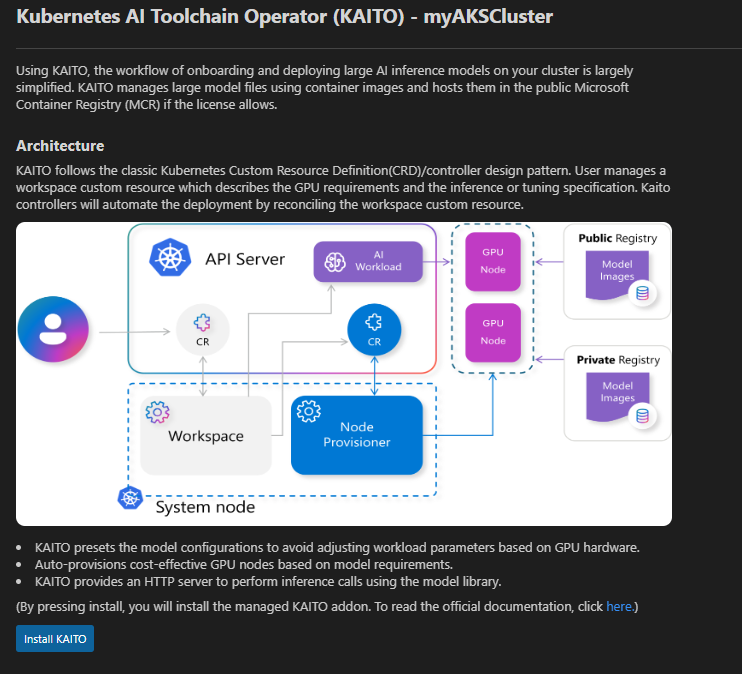 Kubernetes AI Toolchain Operator (KAITO) - myAKSCluster
Using KAITO, the workflow of onboarding and deploying large AI inference models on your cluster is largely
simplified. KAITO manages large model files using container images and hosts them in the public Microsoft
Container Registry (MCR) if the license allows.
Architecture
KAITO follows the classic Kubernetes Custom Resource Definition(CRD)/controller design pattern. User manages a
workspace custom resource which describes the GPU requirements and the inference or tuning specification. Kaito
controllers will automate the deployment by reconciling the workspace custom resource.
API Server
AI
Workload
CR
CR
GPU
Node
GPU
Node
Public Registry
Model
Images
Private Registry
Model
Images
Workspace
Node
Provisioner
System node
• KAITO presets the model configurations to avoid adjusting workload parameters based on GPU hardware.
• Auto-provisions cost-effective GPU nodes based on model requirements.
• KAITO provides an HTTP server to perform inference calls using the model library.
(By pressing install, you will install the managed KAITO addon. To read the official documentation, click here.)
Install KAITO